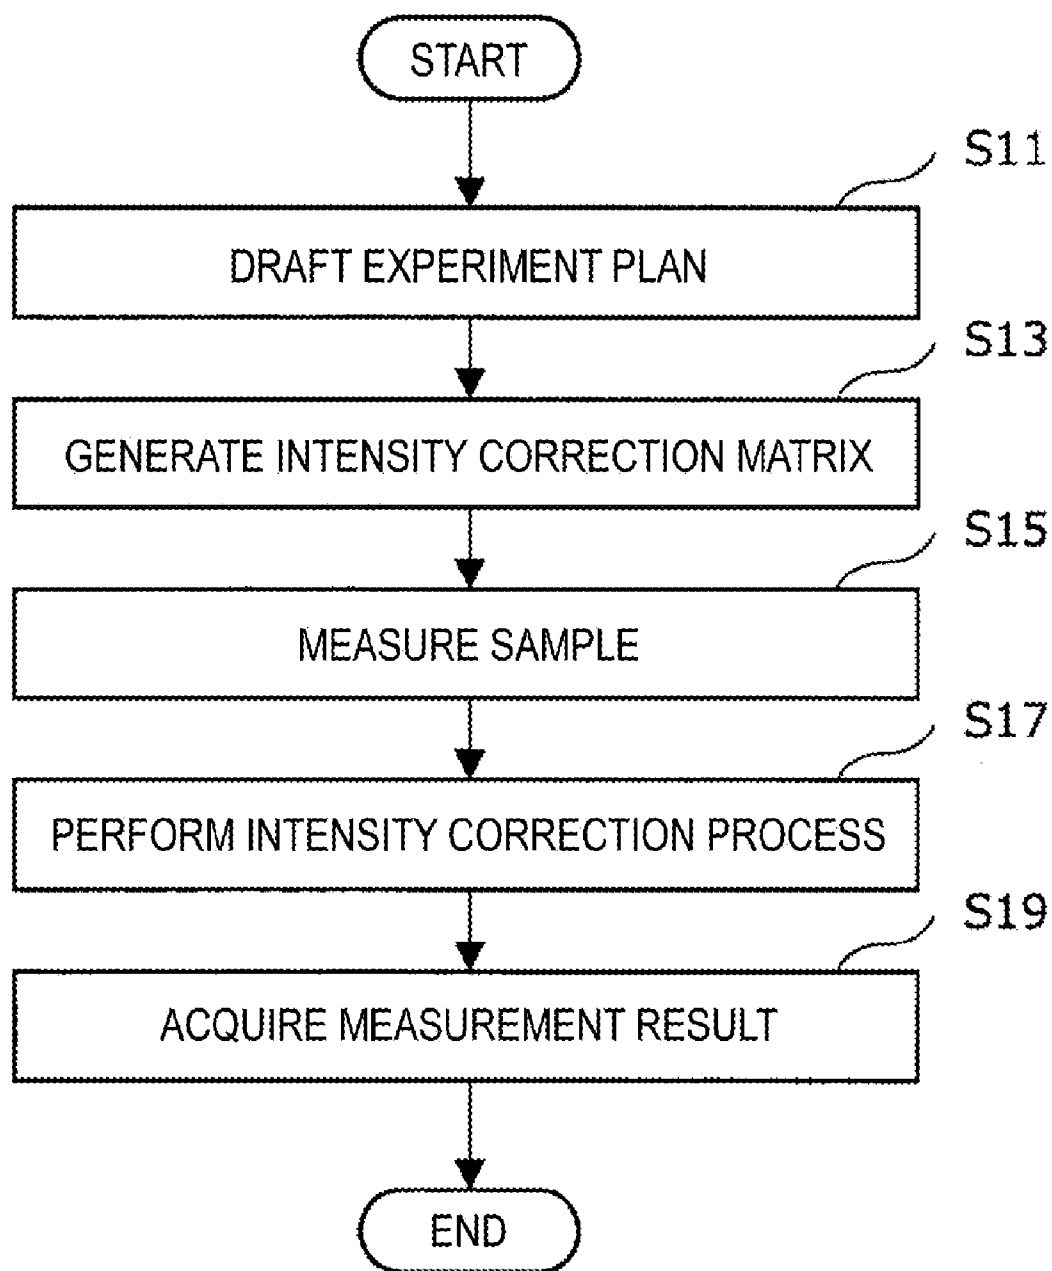 START
S11
DRAFT EXPERIMENT PLAN
S13
GENERATE INTENSITY CORRECTION MATRIX
S15
MEASURE SAMPLE
S17
PERFORM INTENSITY CORRECTION PROCESS
S19
ACQUIRE MEASUREMENT RESULT
END